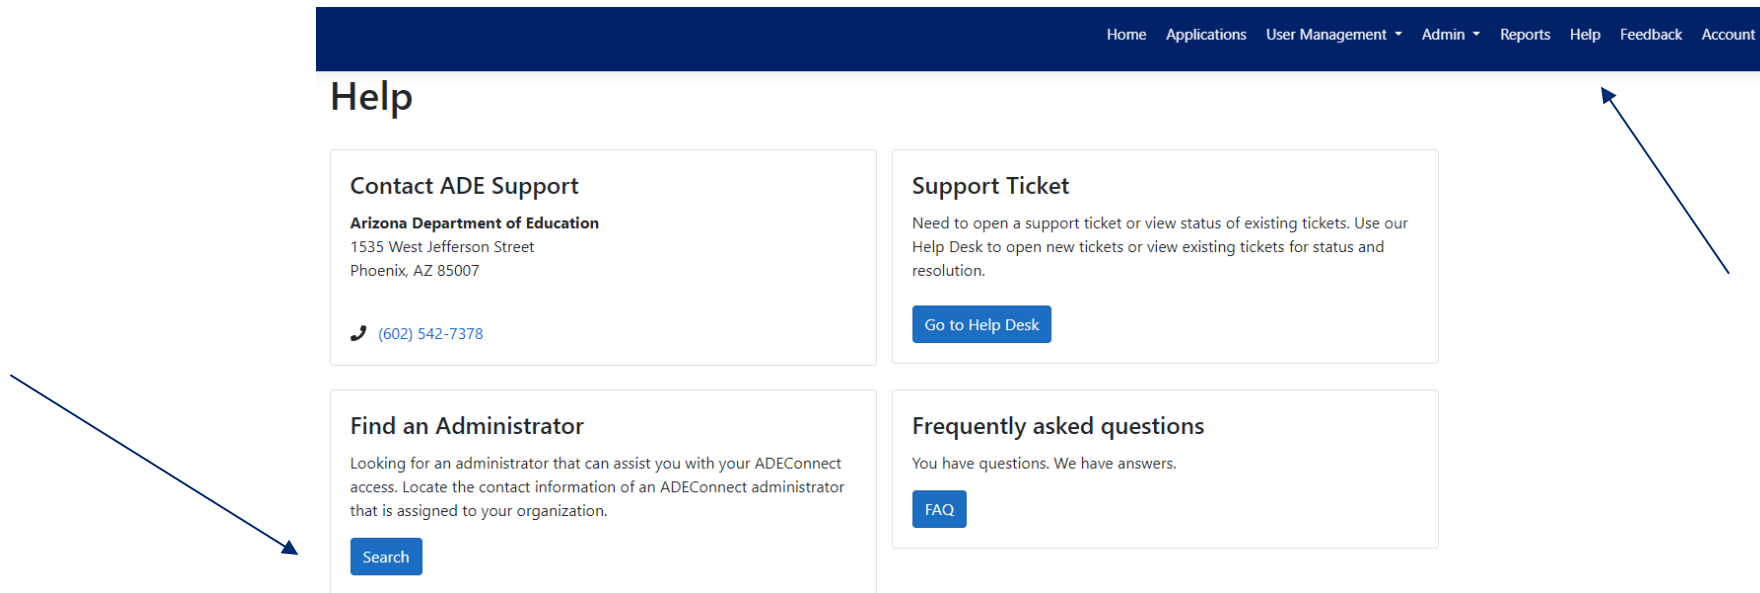 Home Applications User Management Admin Reports Help Feedback Account
Help
Contact ADE Support
Arizona Department of Education
1535 West Jefferson Street
Phoenix, AZ 85007
(602) 542-7378
Support Ticket
Need to open a support ticket or view status of existing tickets. Use our
Help Desk to open new tickets or view existing tickets for status and
resolution.
Go to Help Desk
Find an Administrator
Looking for an administrator that can assist you with your ADEConnect
access. Locate the contact information of an ADEConnect administrator
that is assigned to your organization.
Search
Frequently asked questions
You have questions. We have answers.
FAQ